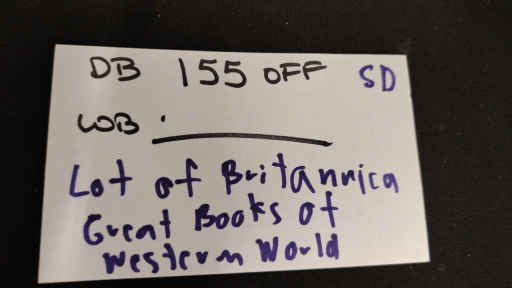 DB 155 OFF SD
WB .
Lot of Britannica
Great Books of
Western World